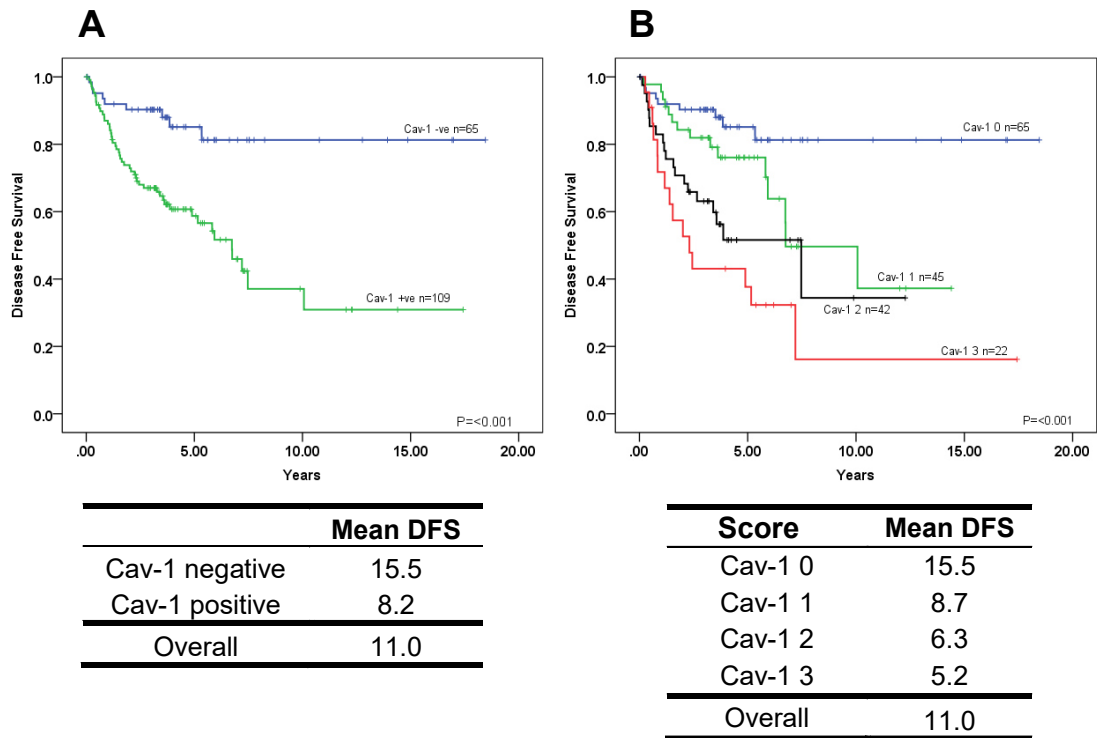 A
Disease Free Survival
1.0
0.8
0.6
0.4
0.2
0.0
Cav-1 -ve n=65
Cav-1 +ve n=109
P=<0.001
.00 5.00 10.00 15.00 20.00
Years
Mean DFS
Cav-1 negative 15.5
Cav-1 positive 8.2
Overall 11.0
B
Disease Free Survival
1.0
0.8
0.6
0.4
0.2
0.0
Cav-1 0 n=65
Cav-1 1 n=45
Cav-1 2 n=42
Cav-1 3 n=22
P=<0.001
.00 5.00 10.00 15.00 20.00
Years
Score Mean DFS
Cav-1 0 15.5
Cav-1 1 8.7
Cav-1 2 6.3
Cav-1 3 5.2
Overall 11.0